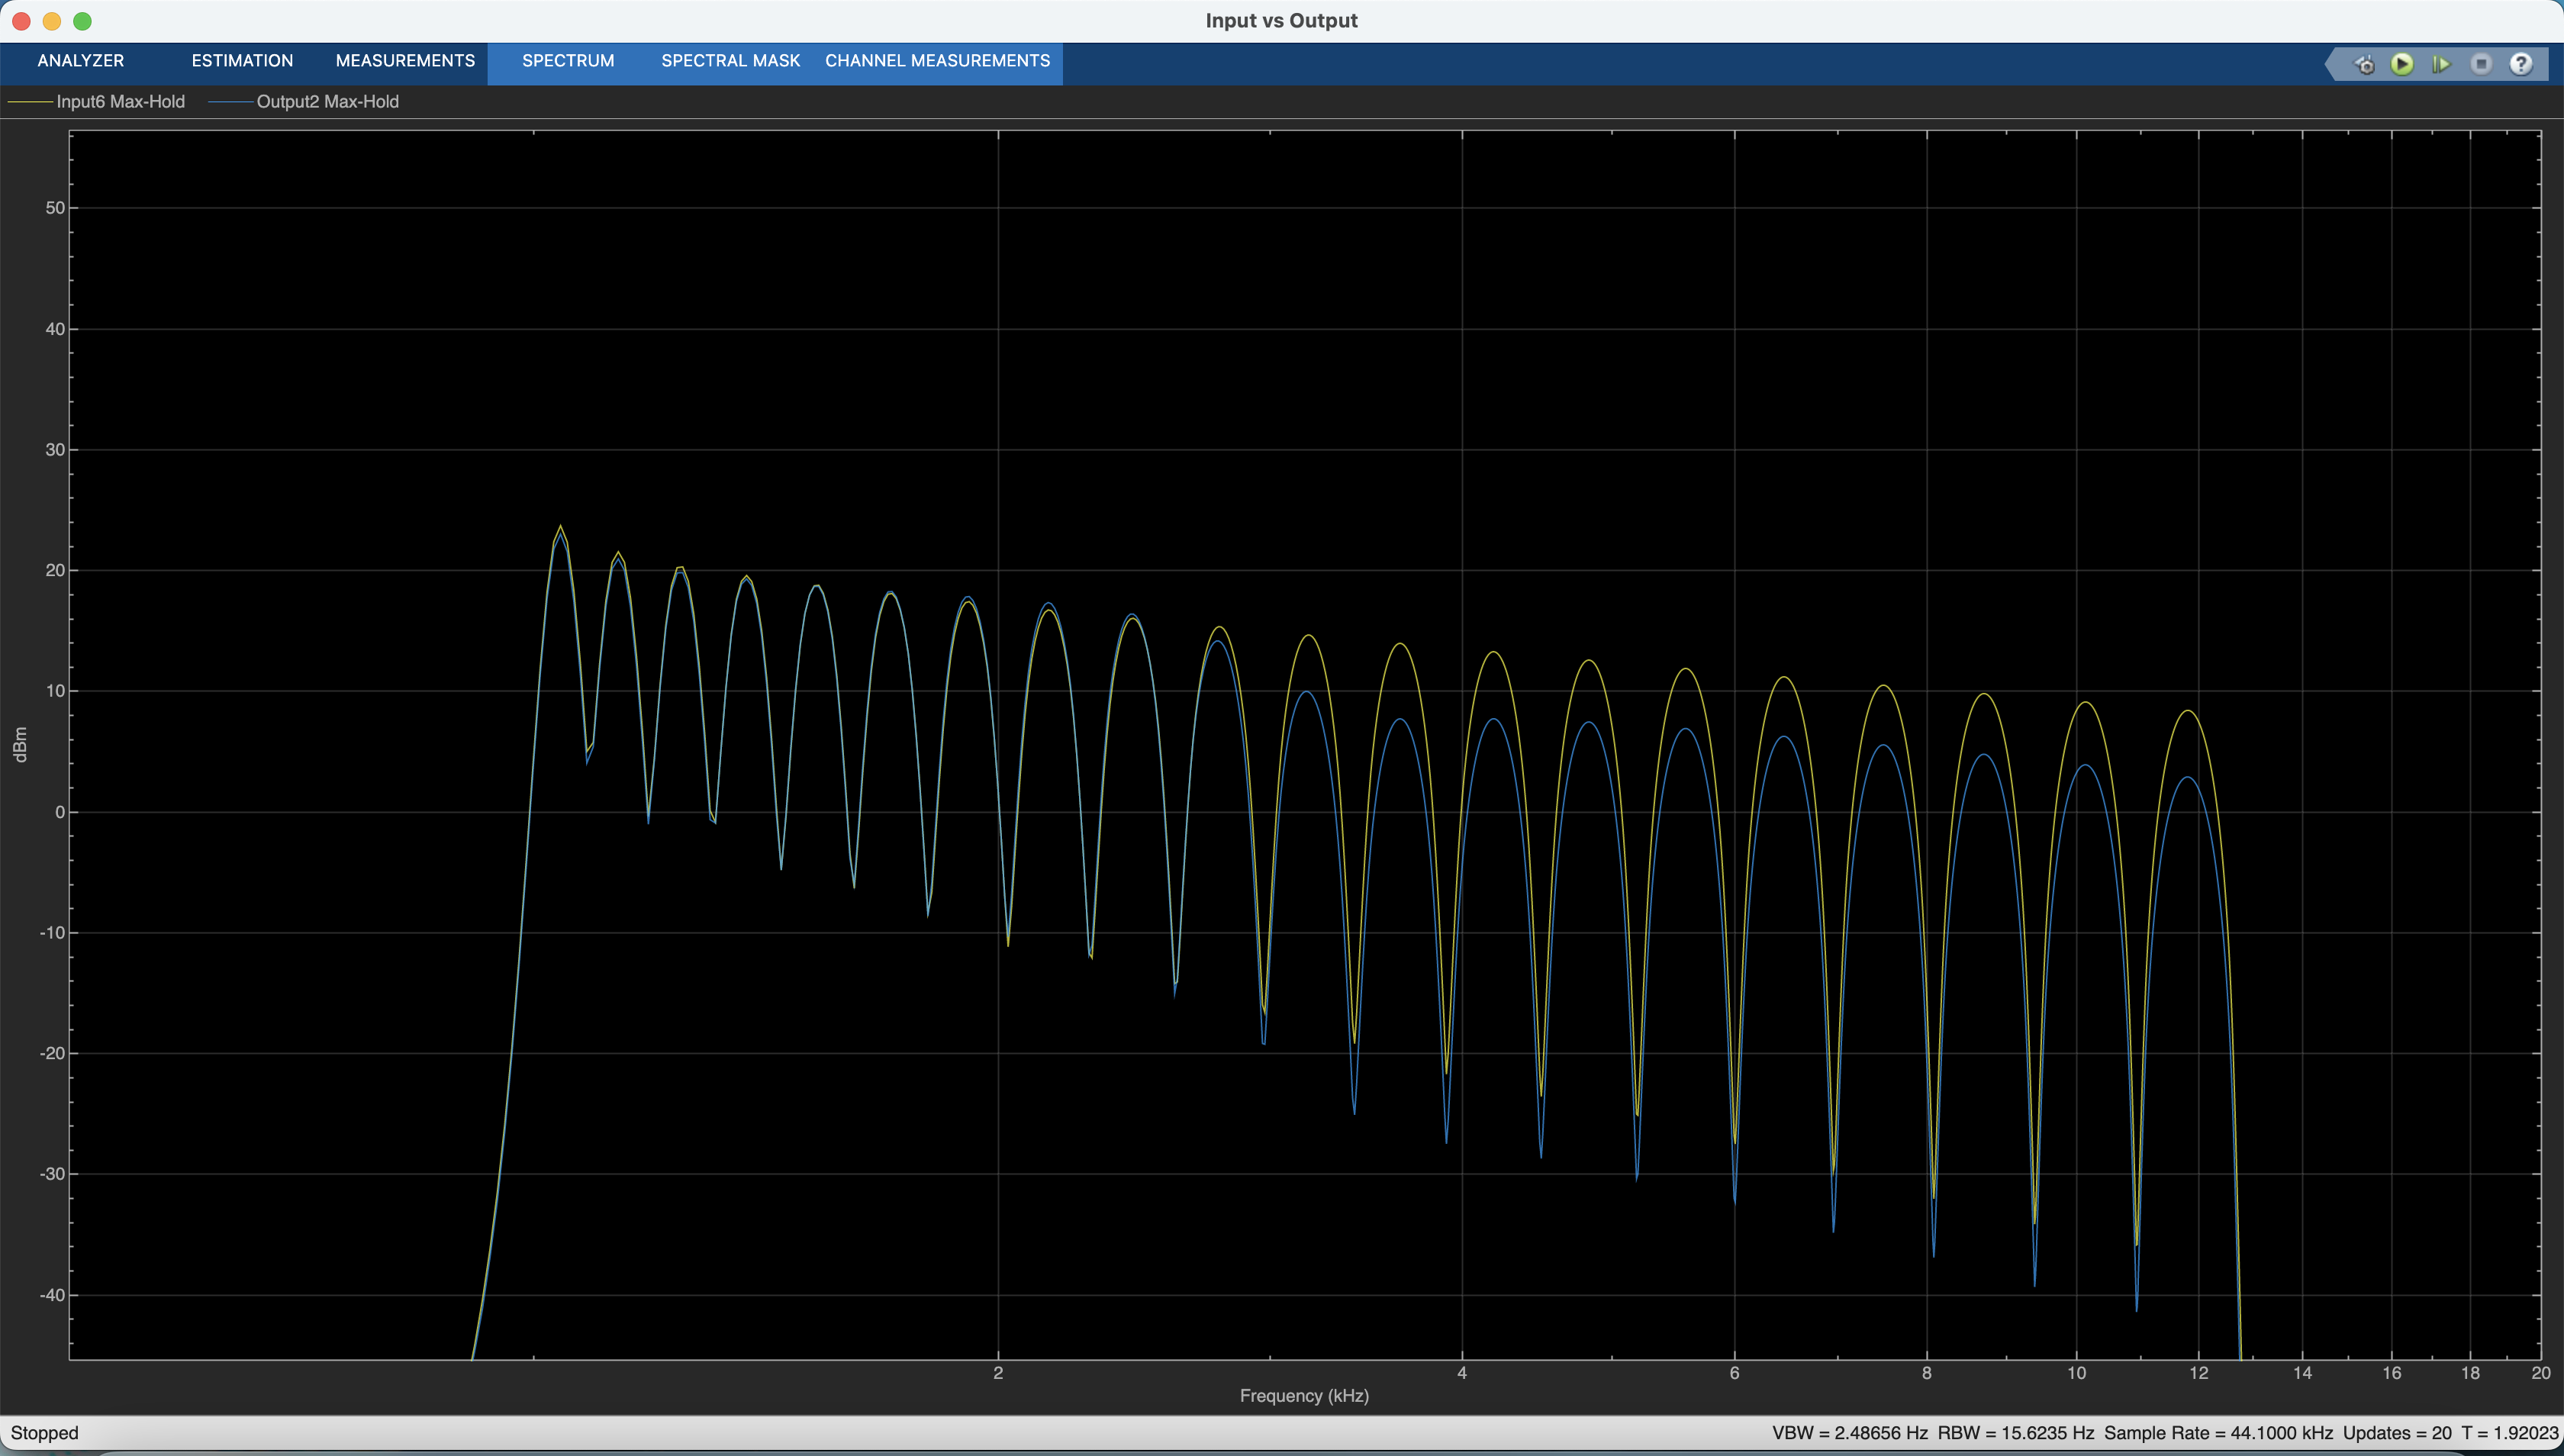 Input vs Output
ANALYZER ESTIMATION MEASUREMENTS SPECTRUM SPECTRAL MASK CHANNEL MEASUREMENTS ?
Input6 Max-Hold Output2 Max-Hold
50
40
30
20
10
0
-10
-20
-30
-40
dBm
2 4 6 8 10 12 14 16 18 20
Frequency (kHz)
Stopped VBW = 2.48656 Hz RBW = 15.6235 Hz Sample Rate = 44.1000 kHz Updates = 20 T = 1.92023